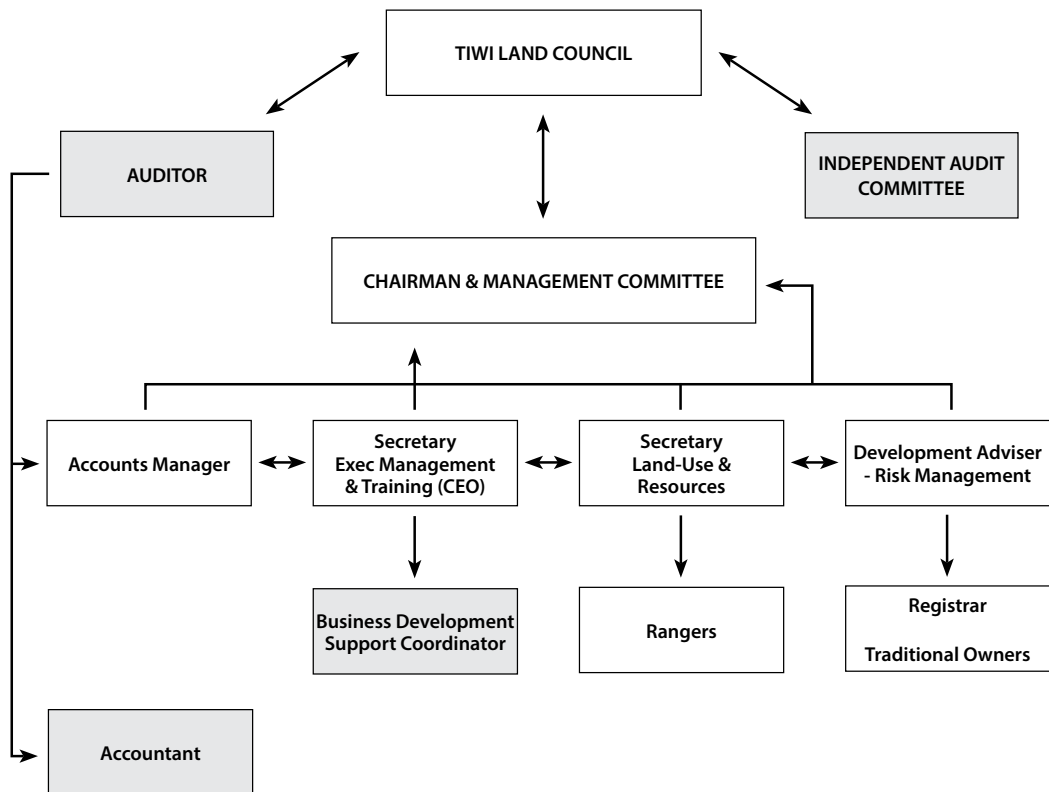 TIWI LAND COUNCIL
AUDITOR
INDEPENDENT AUDIT
COMMITTEE
CHAIRMAN & MANAGEMENT COMMITTEE
Accounts Manager
Secretary
Exec Management
& Training (CEO)
Secretary
Land-Use &
Resources
Development Adviser
- Risk Management
Business Development
Support Coordinator
Rangers
Registrar
Traditional Owners
Accountant